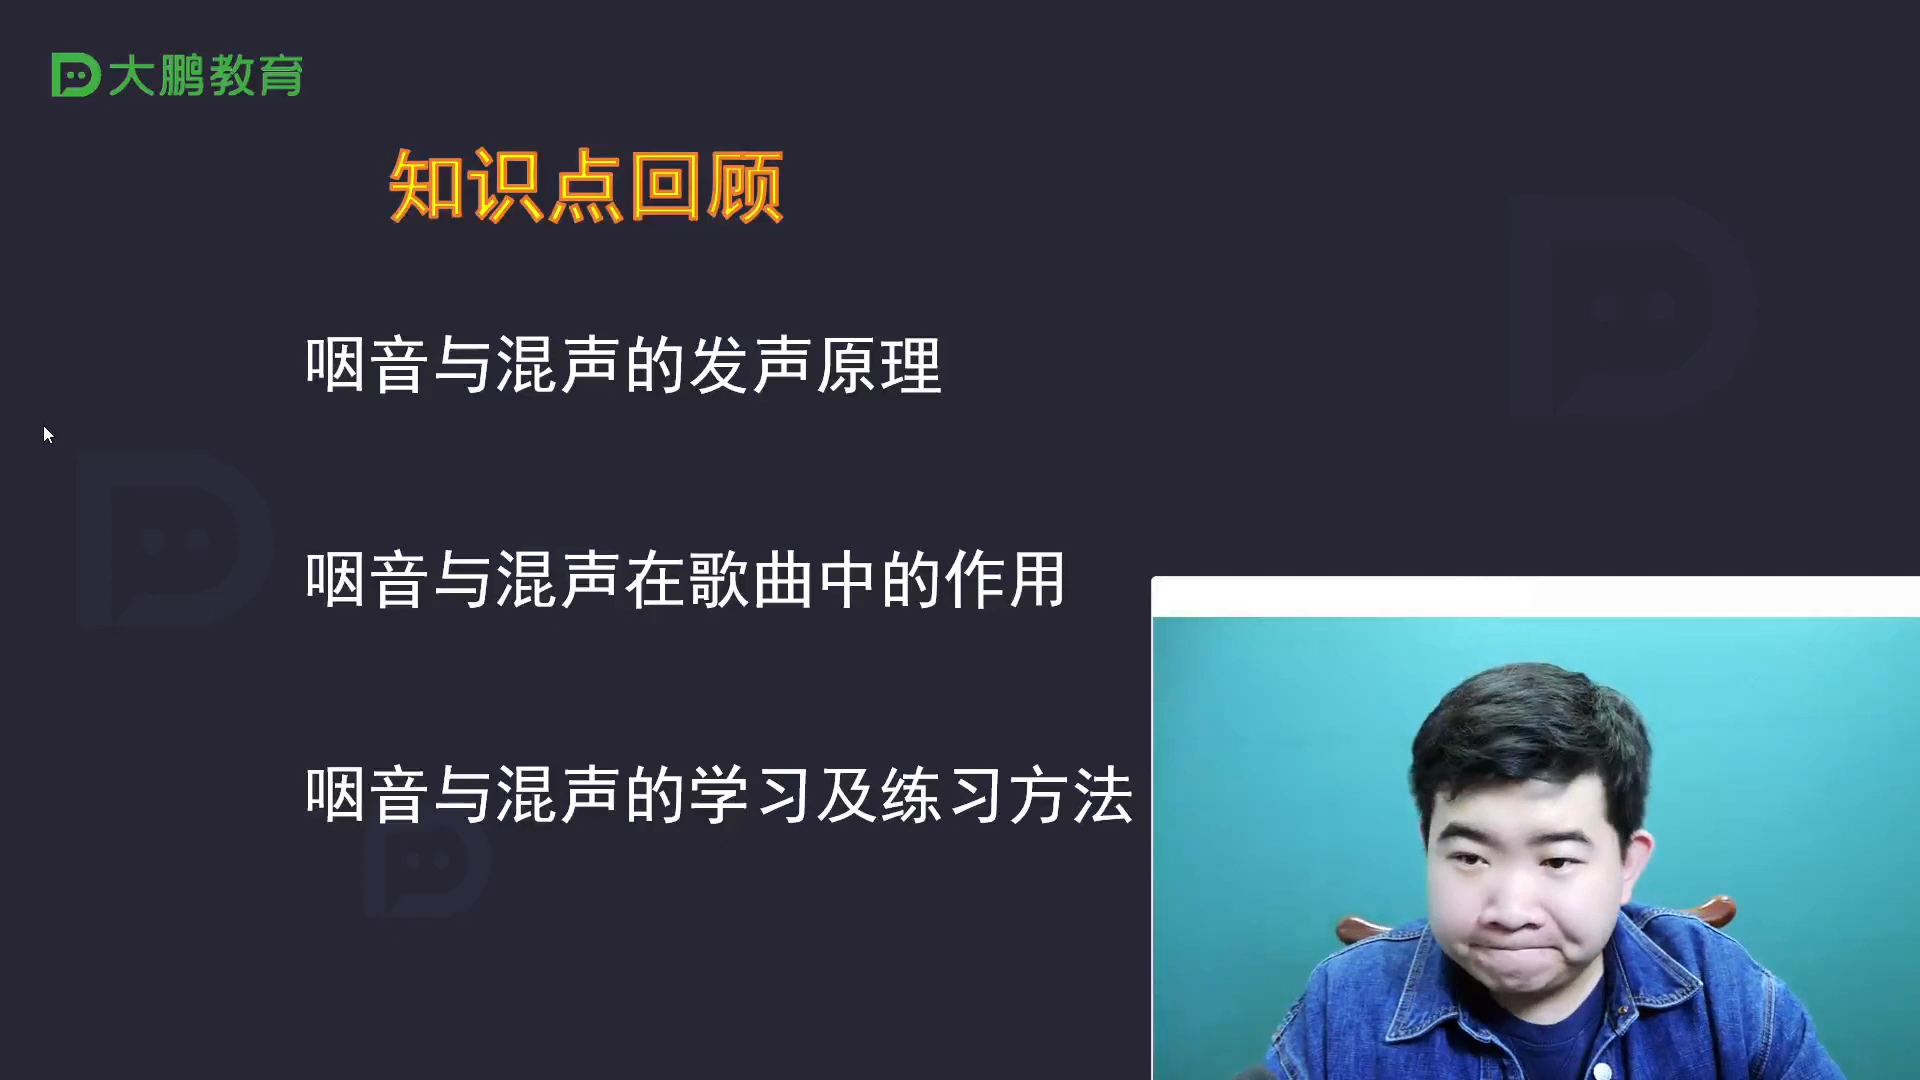 大鹏教育
知识点回顾
咽音与混声的发声原理
咽音与混声在歌曲中的作用
咽音与混声的学习及练习方法